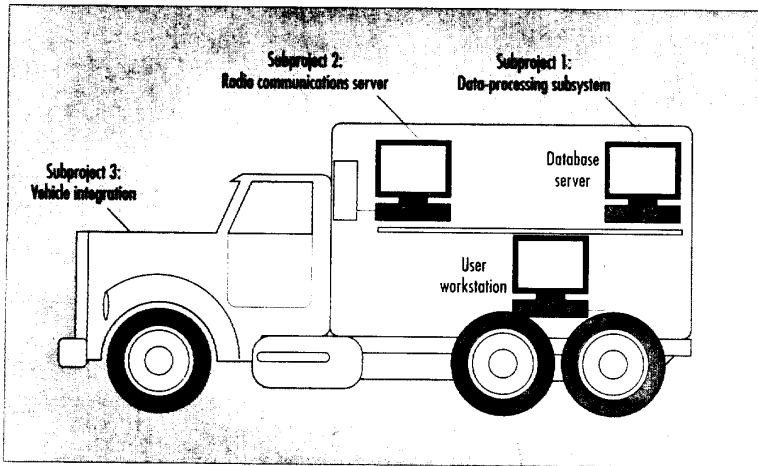 Subproject 2:
Radio communications server
Subproject 1:
Data-processing subsystem
Subproject 3:
Vehicle integration
Database
server
User
workstation